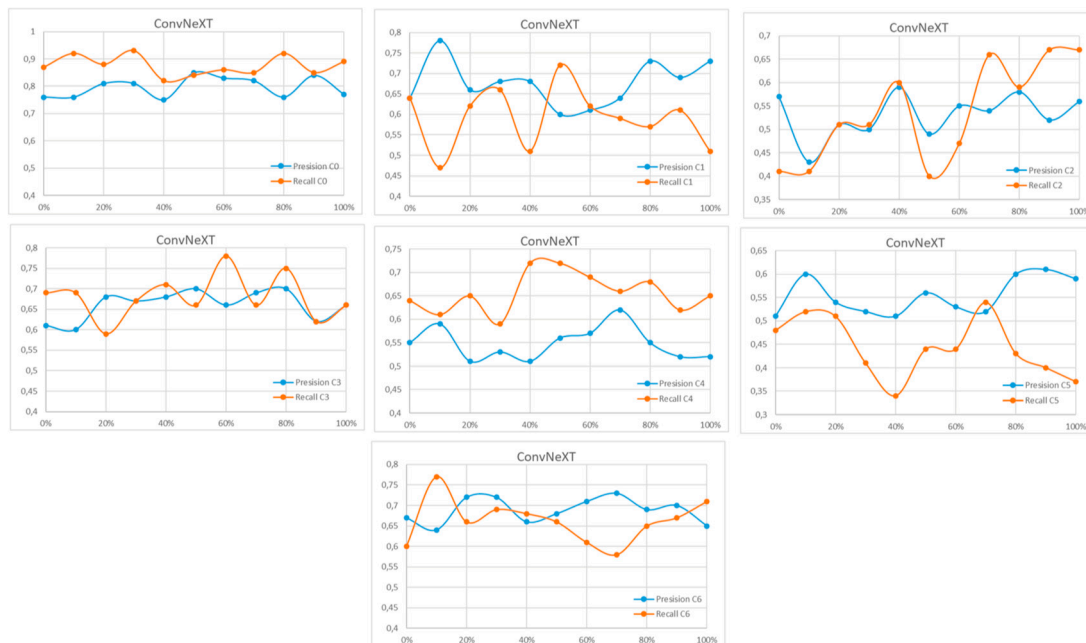 ConvNeXT
1
0,9
0,8
0,7
0,6
0,5
0,4
0% 20% 40% 60% 80% 100%
Presision C0
Recall C0
ConvNeXT
0,8
0,75
0,7
0,65
0,6
0,55
0,5
0,45
0,4
0% 20% 40% 60% 80% 100%
Presision C1
Recall C1
ConvNeXT
0,7
0,65
0,6
0,55
0,5
0,45
0,4
0,35
0% 20% 40% 60% 80% 100%
Presision C2
Recall C2
ConvNeXT
0,8
0,75
0,7
0,65
0,6
0,55
0,5
0,45
0,4
0% 20% 40% 60% 80% 100%
Presision C3
Recall C3
ConvNeXT
0,75
0,7
0,65
0,6
0,55
0,5
0,45
0,4
0% 20% 40% 60% 80% 100%
Presision C4
Recall C4
ConvNeXT
0,65
0,6
0,55
0,5
0,45
0,4
0,35
0,3
0% 20% 40% 60% 80% 100%
Presision C5
Recall C5
ConvNeXT
0,8
0,75
0,7
0,65
0,6
0,55
0,5
0,45
0,4
0% 20% 40% 60% 80% 100%
Presision C6
Recall C6